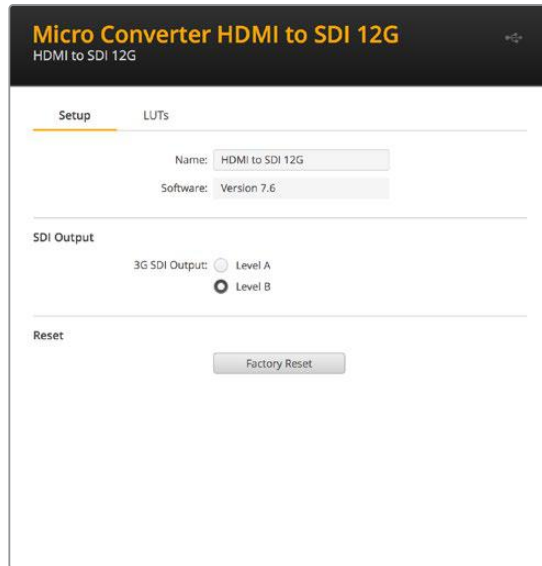 Micro Converter HDMI to SDI 12G
HDMI to SDI 12G
Setup LUTs
Name: HDMI to SDI 12G
Software: Version 7.6
SDI Output
3G SDI Output: Level A
Level B
Reset
Factory Reset